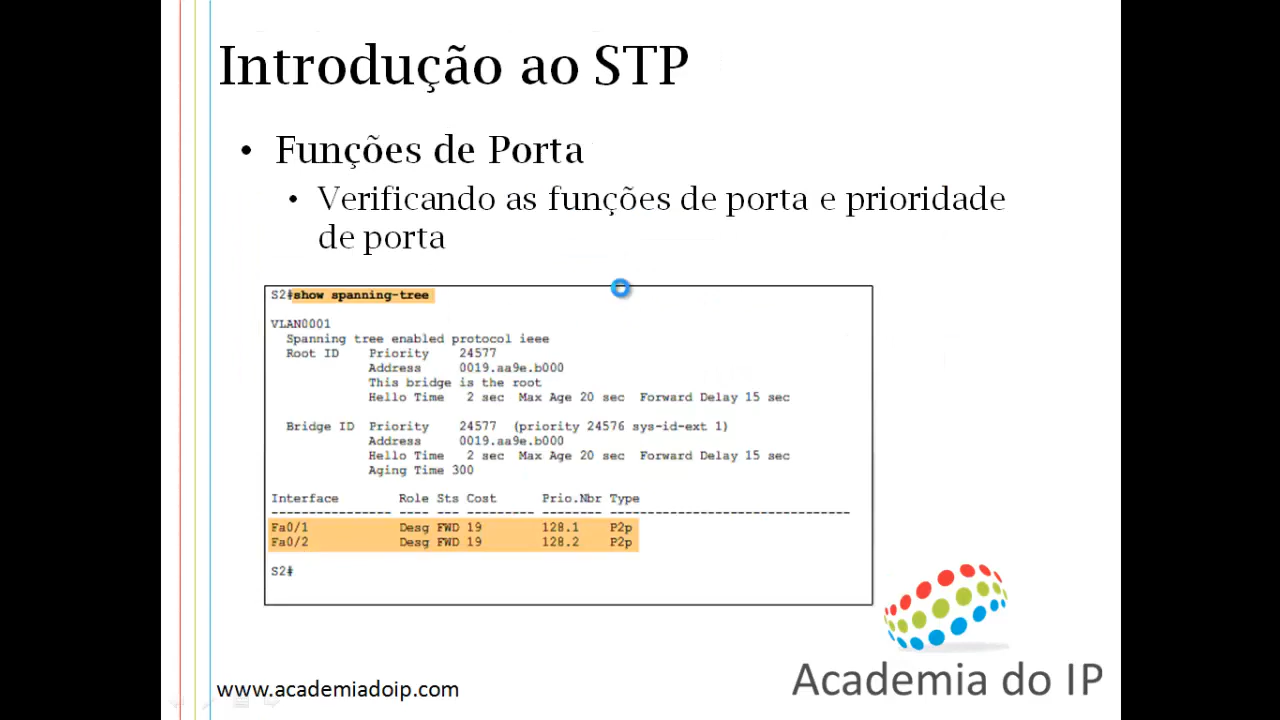 Introdução ao STP
• Funções de Porta
• Verificando as funções de porta e prioridade
de porta
S2#show spanning-tree
VLAN0001
Spanning tree enabled protocol ieee
Root ID Priority 24577
Address 0019.aa9e.b000
This bridge is the root
Hello Time 2 sec Max Age 20 sec Forward Delay 15 sec
Bridge ID Priority 24577 (priority 24576 sys-id-ext 1)
Address 0019.aa9e.b000
Hello Time 2 sec Max Age 20 sec Forward Delay 15 sec
Aging Time 300
Interface Role Sts Cost Prio.Nbr Type
---------------- ---- --- --------- -------- --------------------------------
Fa0/1 Desg FWD 19 128.1 P2p
Fa0/2 Desg FWD 19 128.2 P2p
S2#
Academia do IP
www.academiadoip.com